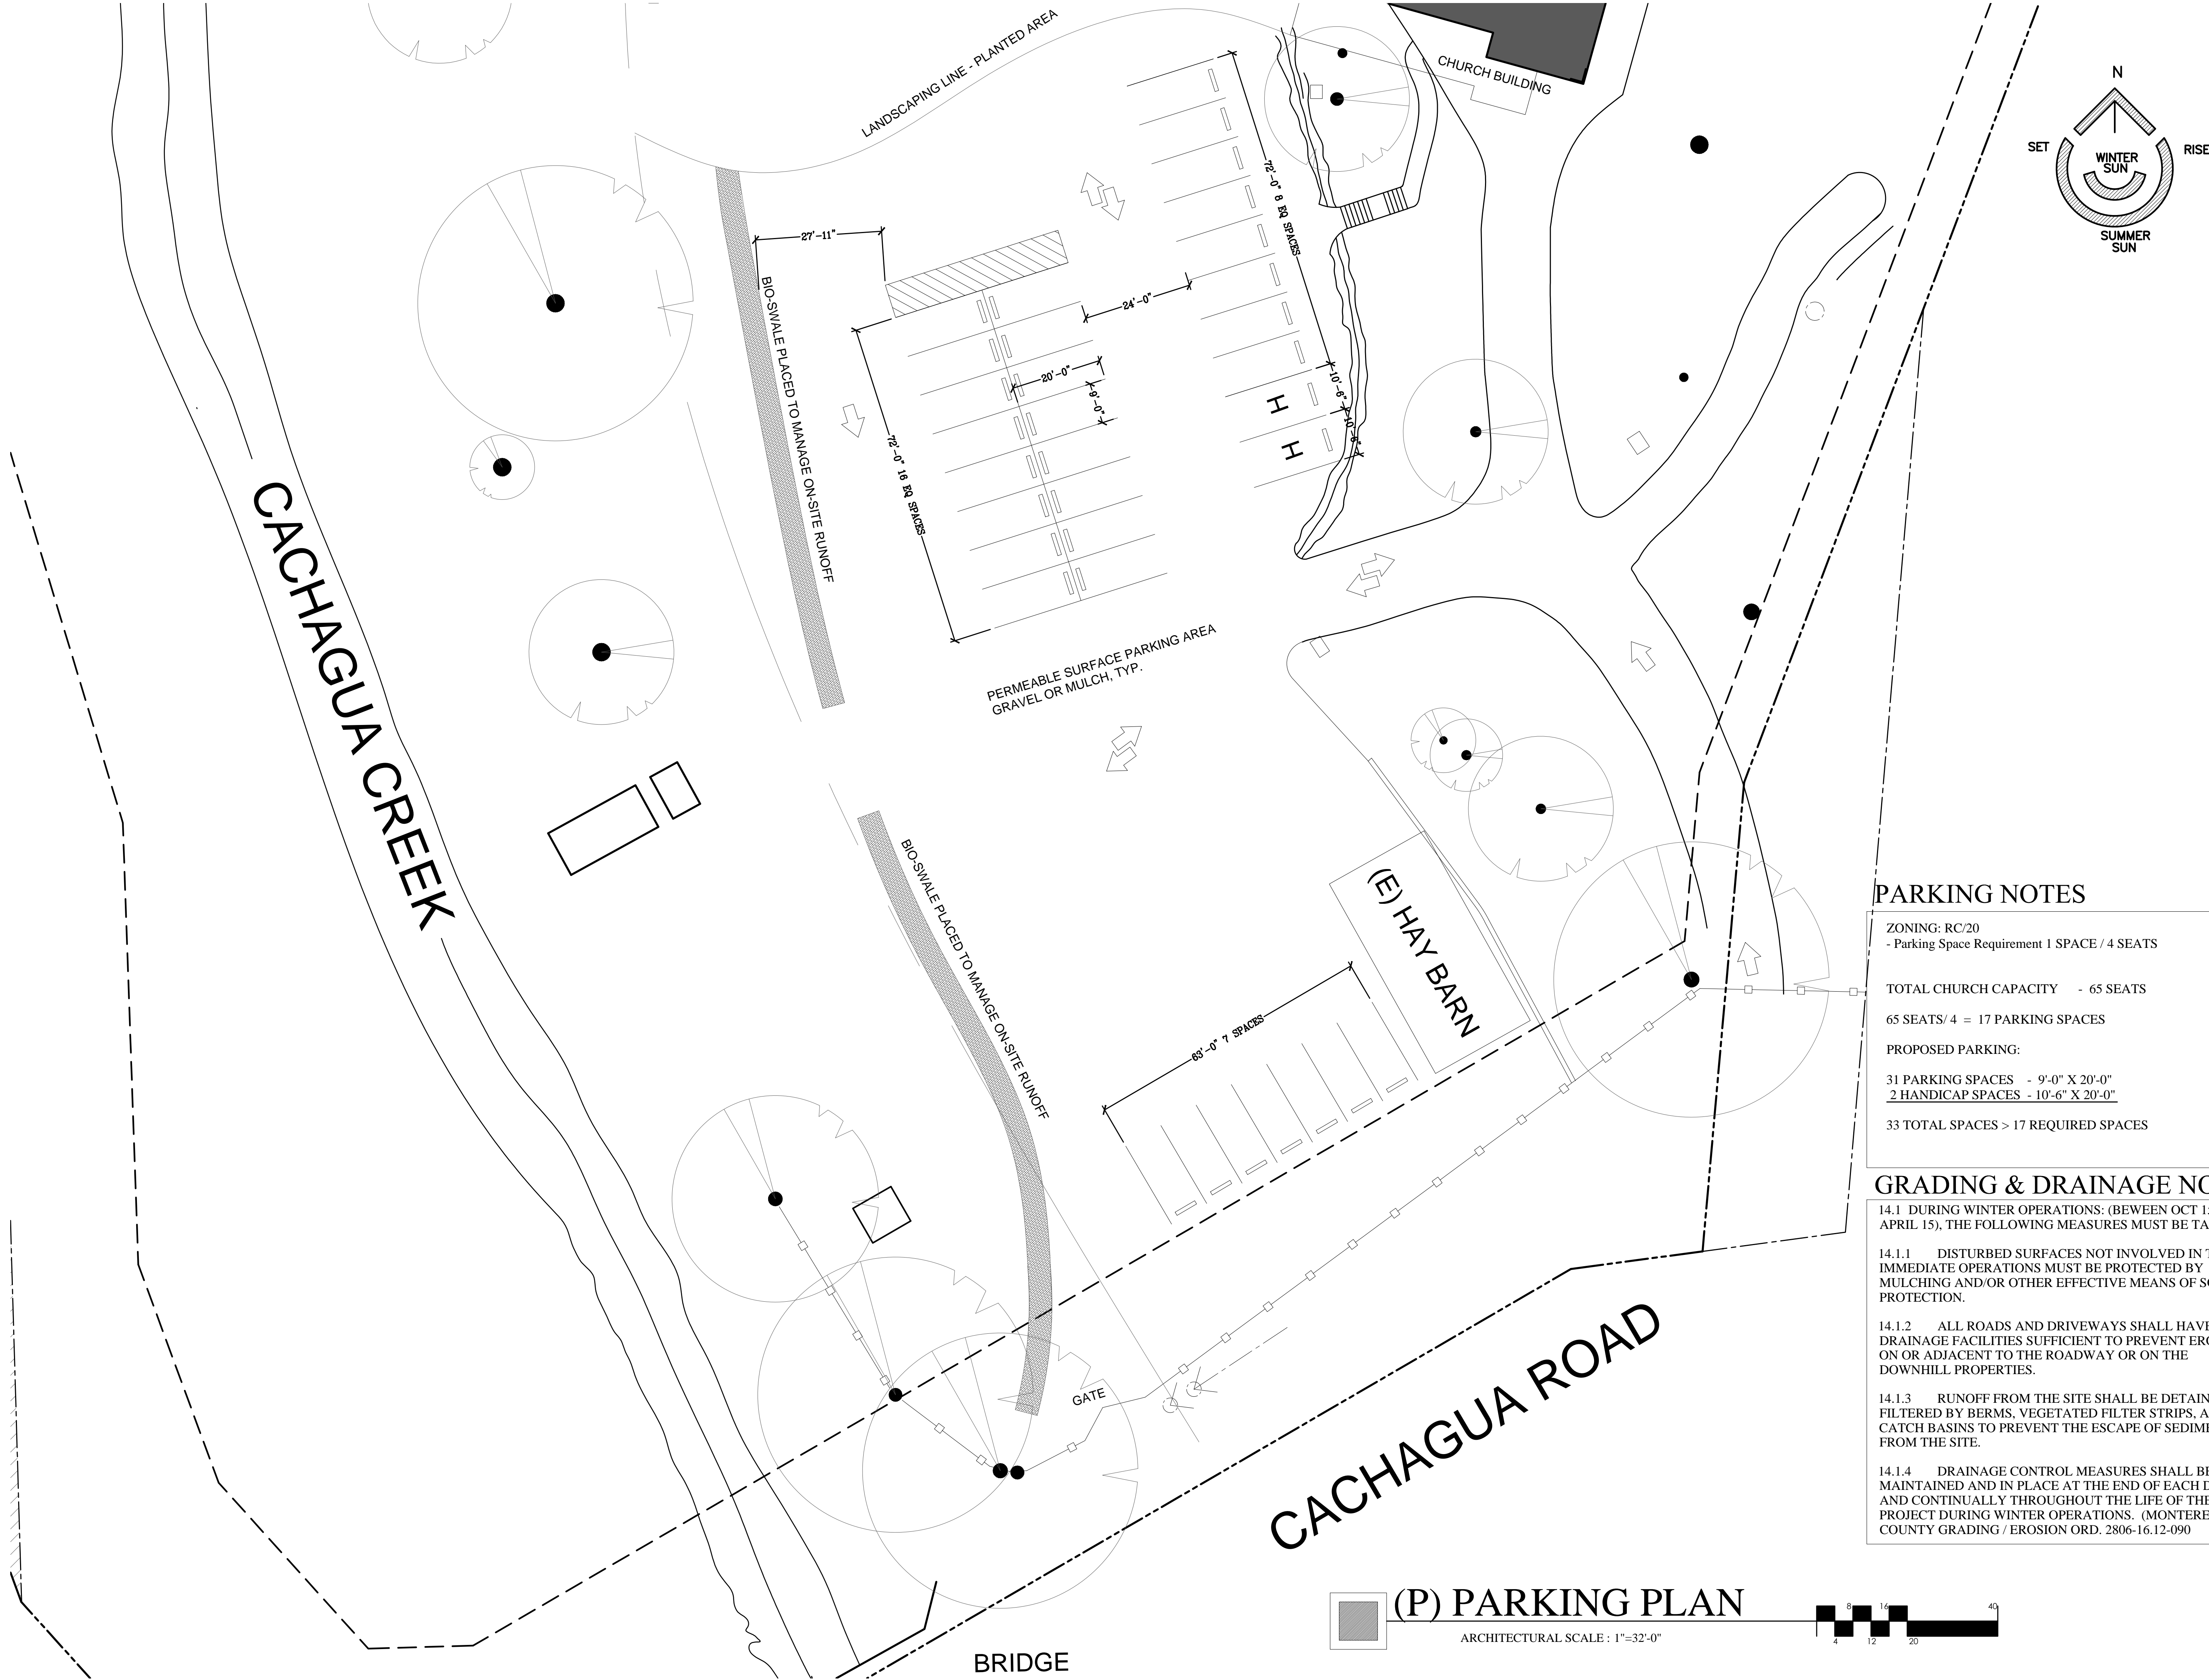 LANDSCAPING LINE - PLANTED AREA
CHURCH BUILDING
N
SET
RISE
WINTER
SUN
SUMMER
SUN
27'-11"
24'-0"
20'-0"
9'-0"
72'-0" 8 EQ SPACES
10'-6"
10'-6"
H
H
72'-0" 16 EQ SPACES
BIO-SWALE PLACED TO MANAGE ON-SITE RUNOFF
CACHAGUA CREEK
PERMEABLE SURFACE PARKING AREA
GRAVEL OR MULCH, TYP.
BIO-SWALE PLACED TO MANAGE ON-SITE RUNOFF
(E) HAY BARN
63'-0" 7 SPACES
GATE
CACHAGUA ROAD
BRIDGE
PARKING NOTES
ZONING: RC/20
- Parking Space Requirement 1 SPACE / 4 SEATS
TOTAL CHURCH CAPACITY - 65 SEATS
65 SEATS/ 4 = 17 PARKING SPACES
PROPOSED PARKING:
31 PARKING SPACES - 9'-0" X 20'-0"
2 HANDICAP SPACES - 10'-6" X 20'-0"
33 TOTAL SPACES > 17 REQUIRED SPACES
GRADING & DRAINAGE
14.1 DURING WINTER OPERATIONS: (BEWEEN OCT
APRIL 15), THE FOLLOWING MEASURES MUST BE
14.1.1 DISTURBED SURFACES NOT INVOLVED IN
IMMEDIATE OPERATIONS MUST BE PROTECTED BY
MULCHING AND/OR OTHER EFFECTIVE MEANS OF
PROTECTION.
14.1.2 ALL ROADS AND DRIVEWAYS SHALL HAVE
DRAINAGE FACILITIES SUFFICIENT TO PREVENT
ON OR ADJACENT TO THE ROADWAY OR ON THE
DOWNHILL PROPERTIES.
14.1.3 RUNOFF FROM THE SITE SHALL BE
FILTERED BY BERMS, VEGETATED FILTER STRIPS,
CATCH BASINS TO PREVENT THE ESCAPE OF
FROM THE SITE.
14.1.4 DRAINAGE CONTROL MEASURES SHALL
MAINTAINED AND IN PLACE AT THE END OF EACH
AND CONTINUALLY THROUGHOUT THE LIFE OF THE
PROJECT DURING WINTER OPERATIONS.
COUNTY GRADING / EROSION ORD. 2806-16.12-090
(P) PARKING PLAN
ARCHITECTURAL SCALE : 1"=32'-0"
8 16 40
4 12 20